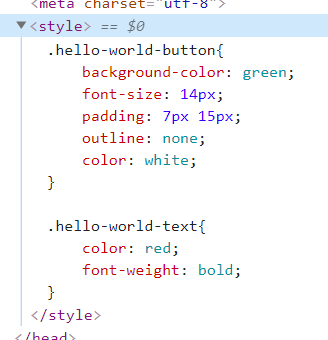 <meta charset="utf-8">
▼<style> == $0
.hello-world-button{
background-color: green;
font-size: 14px;
padding: 7px 15px;
outline: none;
color: white;
}
.hello-world-text{
color: red;
font-weight: bold;
}
</style>
</head>